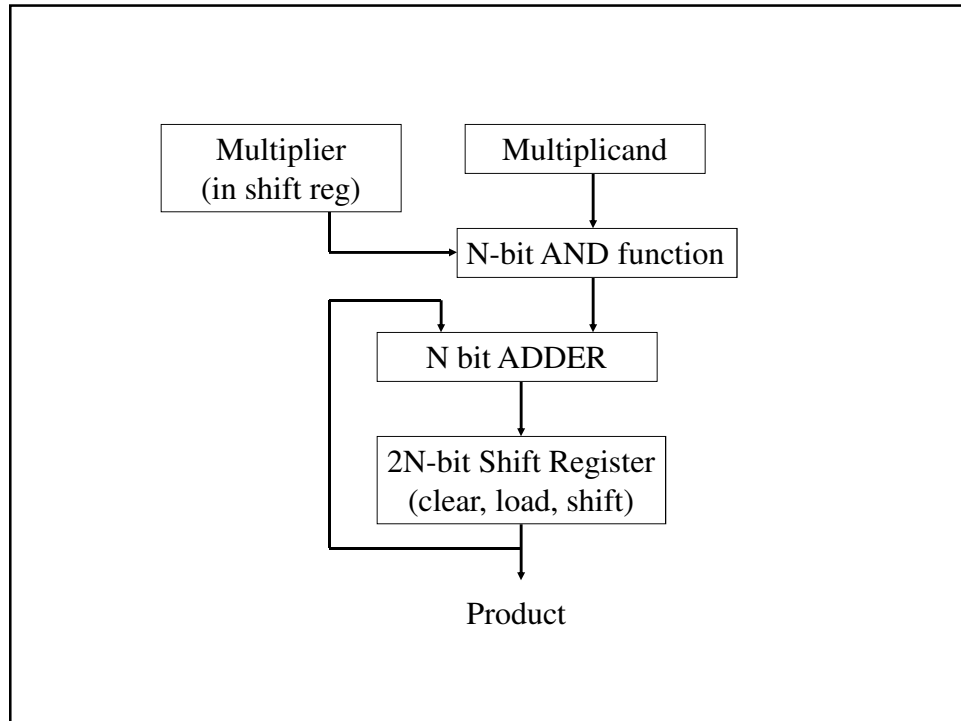 Multiplier
(in shift reg)
Multiplicand
N-bit AND function
N bit ADDER
2N-bit Shift Register
(clear, load, shift)
Product